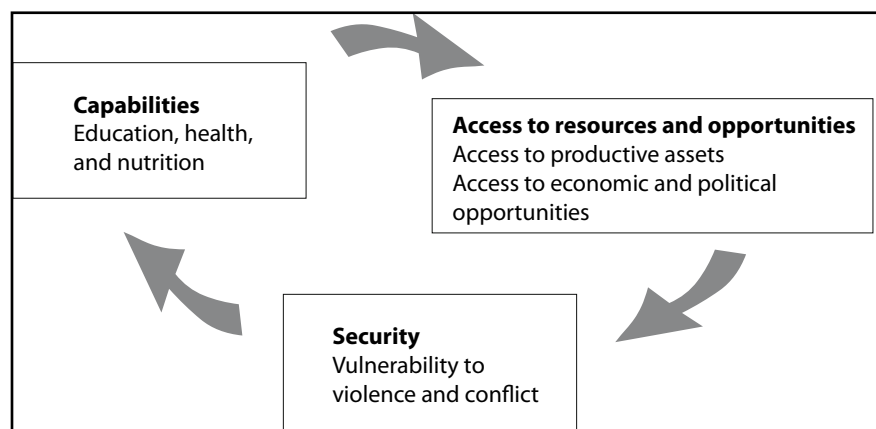 Capabilities
Education, health,
and nutrition
Access to resources and opportunities
Access to productive assets
Access to economic and political
opportunities
Security
Vulnerability to
violence and conflict